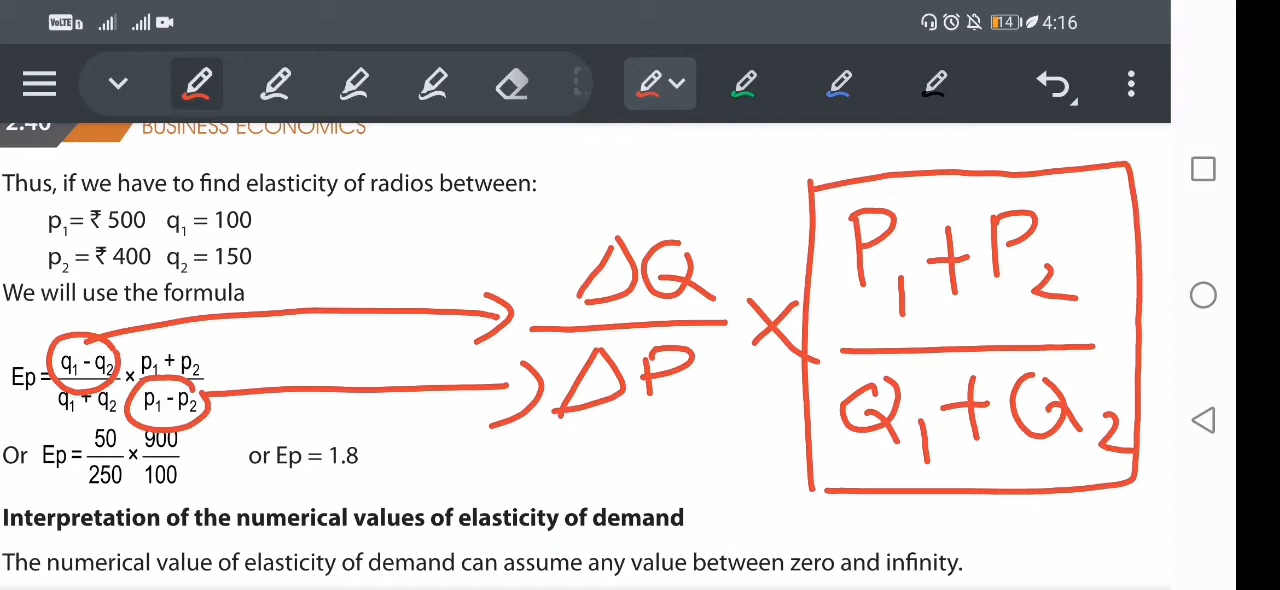 VoLTE 14 4:16
2.40 BUSINESS ECONOMICS
Thus, if we have to find elasticity of radios between:
p₁= ₹ 500 q₁ = 100
p₂ = ₹ 400 q₂ = 150
We will use the formula
Ep = (q₁ - q₂)/(q₁ + q₂) × (p₁ + p₂)/(p₁ - p₂)
ΔQ/ΔP × (P₁ + P₂)/(Q₁ + Q₂)
Or Ep = 50/250 × 900/100 or Ep = 1.8
Interpretation of the numerical values of elasticity of demand
The numerical value of elasticity of demand can assume any value between zero and infinity.